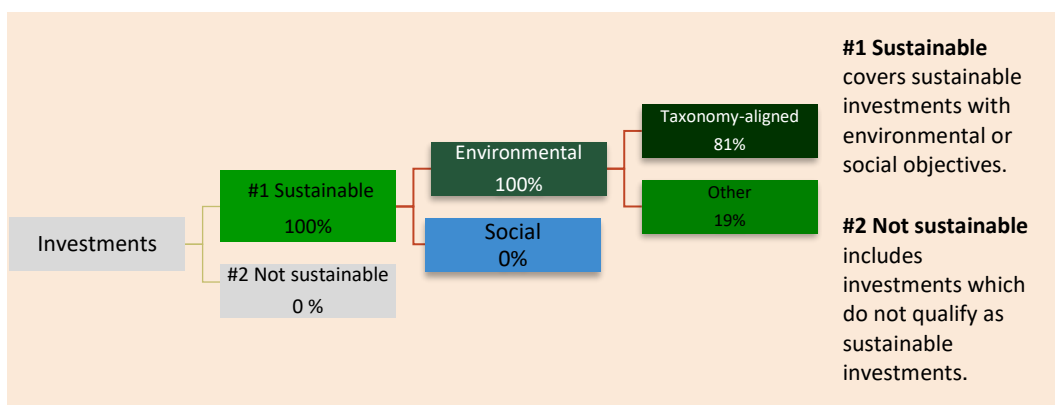 Investments
#1 Sustainable
100%
#2 Not sustainable
0 %
Environmental
100%
Social
0%
Taxonomy-aligned
81%
Other
19%
#1 Sustainable
covers sustainable
investments with
environmental or
social objectives.
#2 Not sustainable
includes
investments which
do not qualify as
sustainable
investments.